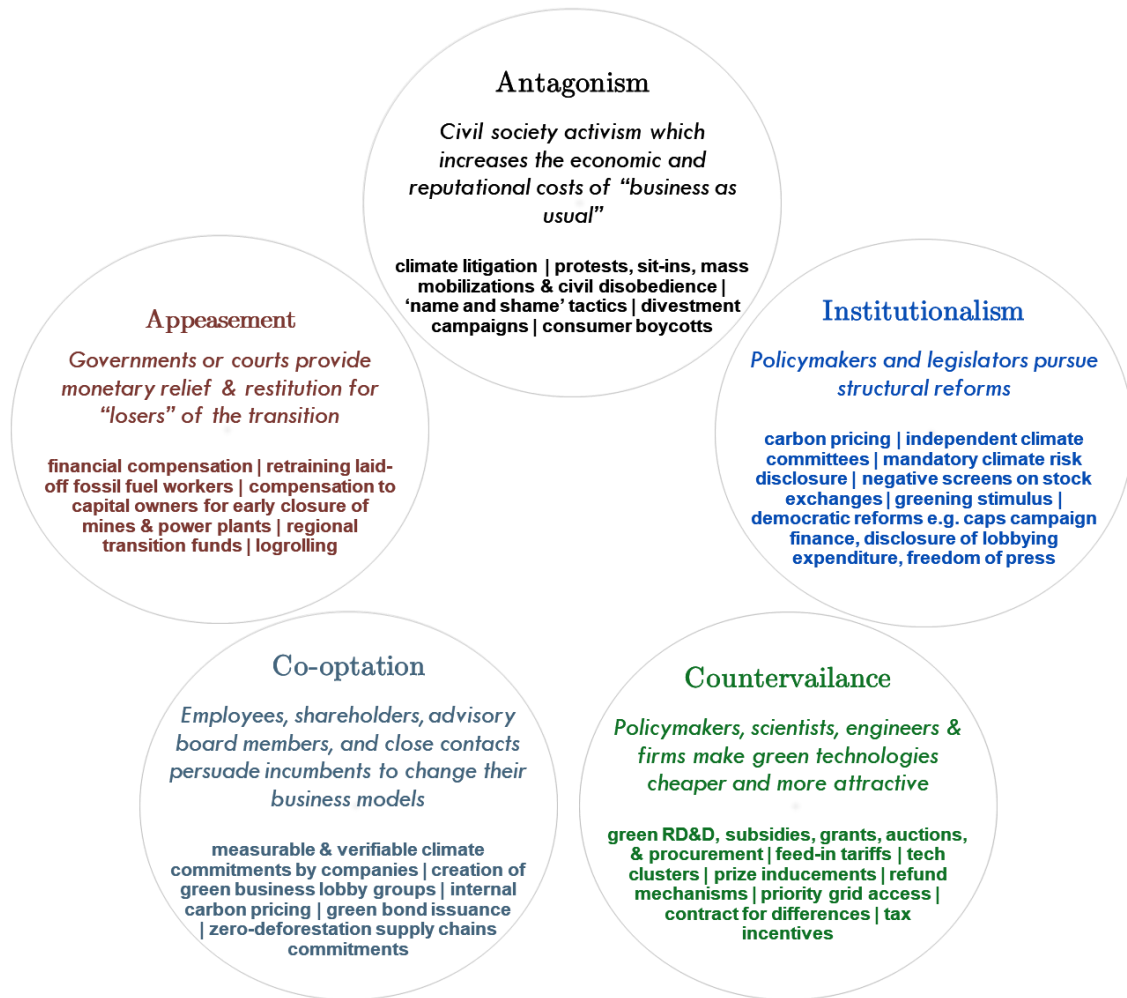 Antagonism
Civil society activism which
increases the economic and
reputational costs of “business as
usual”
climate litigation | protests, sit-ins, mass
mobilizations & civil disobedience |
‘name and shame’ tactics | divestment
campaigns | consumer boycotts
Appeasement
Governments or courts provide
monetary relief & restitution for
“losers” of the transition
financial compensation | retraining laid-
off fossil fuel workers | compensation to
capital owners for early closure of
mines & power plants | regional
transition funds | logrolling
Institutionalism
Policymakers and legislators pursue
structural reforms
carbon pricing | independent climate
committees | mandatory climate risk
disclosure | negative screens on stock
exchanges | greening stimulus |
democratic reforms e.g. caps campaign
finance, disclosure of lobbying
expenditure, freedom of press
Co-optation
Employees, shareholders, advisory
board members, and close contacts
persuade incumbents to change their
business models
measurable & verifiable climate
commitments by companies | creation of
green business lobby groups | internal
carbon pricing | green bond issuance
| zero-deforestation supply chains
commitments
Countervailance
Policymakers, scientists, engineers &
firms make green technologies
cheaper and more attractive
green RD&D, subsidies, grants, auctions,
& procurement | feed-in tariffs | tech
clusters | prize inducements | refund
mechanisms | priority grid access |
contract for differences | tax
incentives